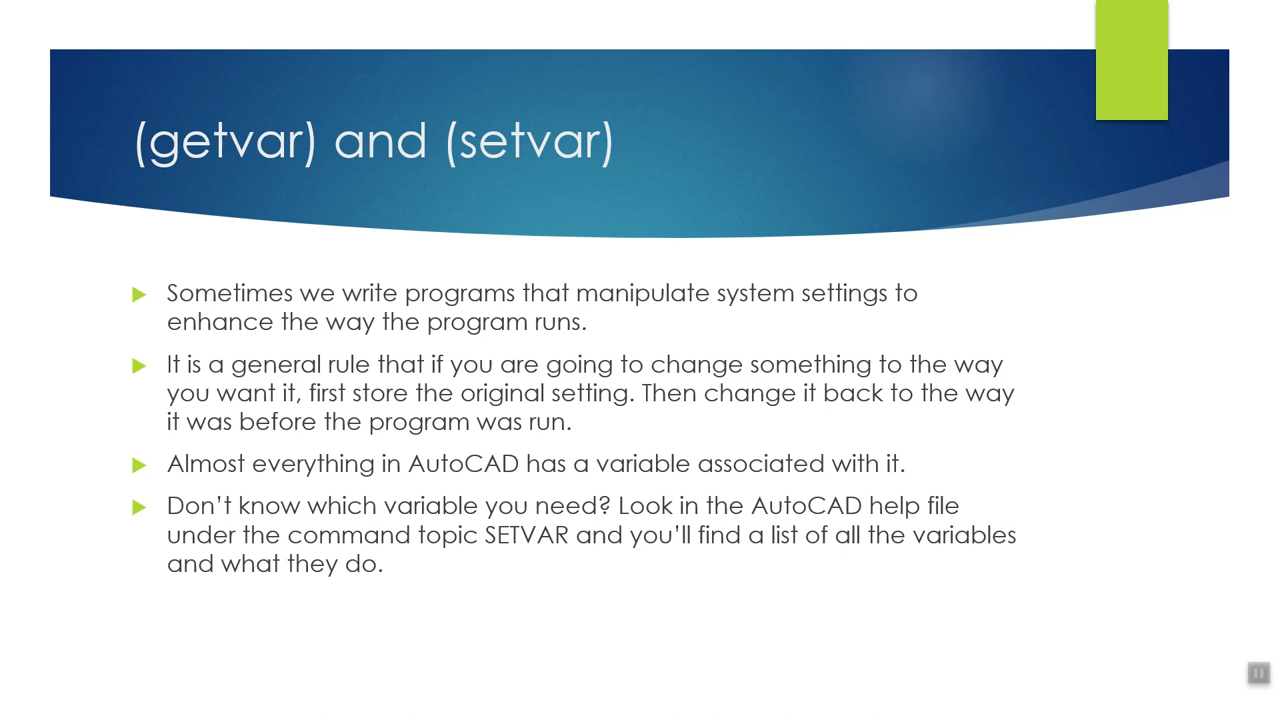 (getvar) and (setvar)
Sometimes we write programs that manipulate system settings to
enhance the way the program runs.
It is a general rule that if you are going to change something to the way
you want it, first store the original setting. Then change it back to the way
it was before the program was run.
Almost everything in AutoCAD has a variable associated with it.
Don’t know which variable you need? Look in the AutoCAD help file
under the command topic SETVAR and you’ll find a list of all the variables
and what they do.